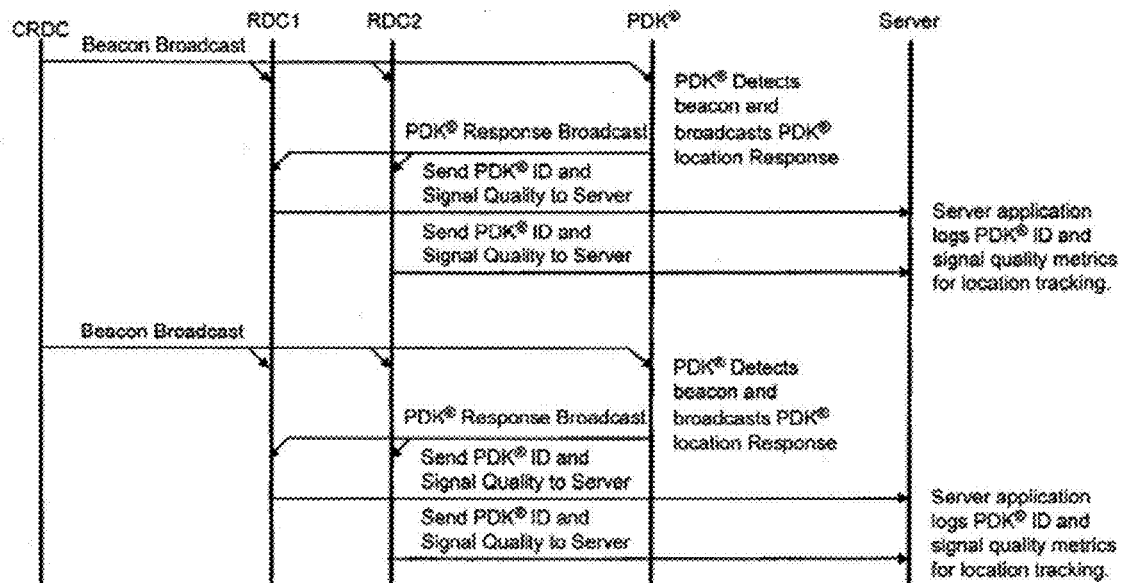 CRDC
RDC1
RDC2
PDK®
Server
Beacon Broadcast
PDK® Detects
beacon and
broadcasts PDK®
location Response
PDK® Response Broadcast
Send PDK® ID and
Signal Quality to Server
Server application
logs PDK® ID and
signal quality metrics
for location tracking.
Send PDK® ID and
Signal Quality to Server
Beacon Broadcast
PDK® Detects
beacon and
broadcasts PDK®
location Response
PDK® Response Broadcast
Send PDK® ID and
Signal Quality to Server
Server application
logs PDK® ID and
signal quality metrics
for location tracking.
Send PDK® ID and
Signal Quality to Server